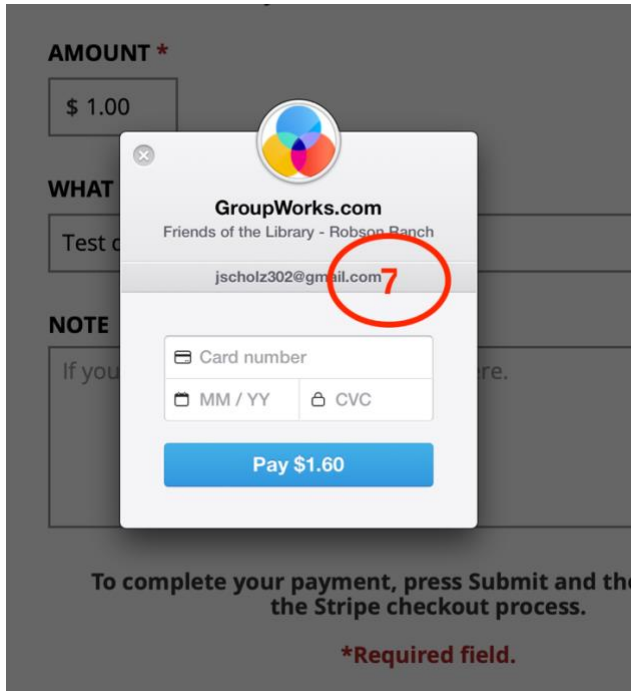 AMOUNT *
$ 1.00
GroupWorks.com
WHAT
Friends of the Library - Robson Ranch
Test
jscholz302@gmail.com
7
NOTE
Card number
If you
re.
MM / YY
CVC
Pay $1.60
To complete your payment, press Submit and the
the Stripe checkout process.
*Required field.